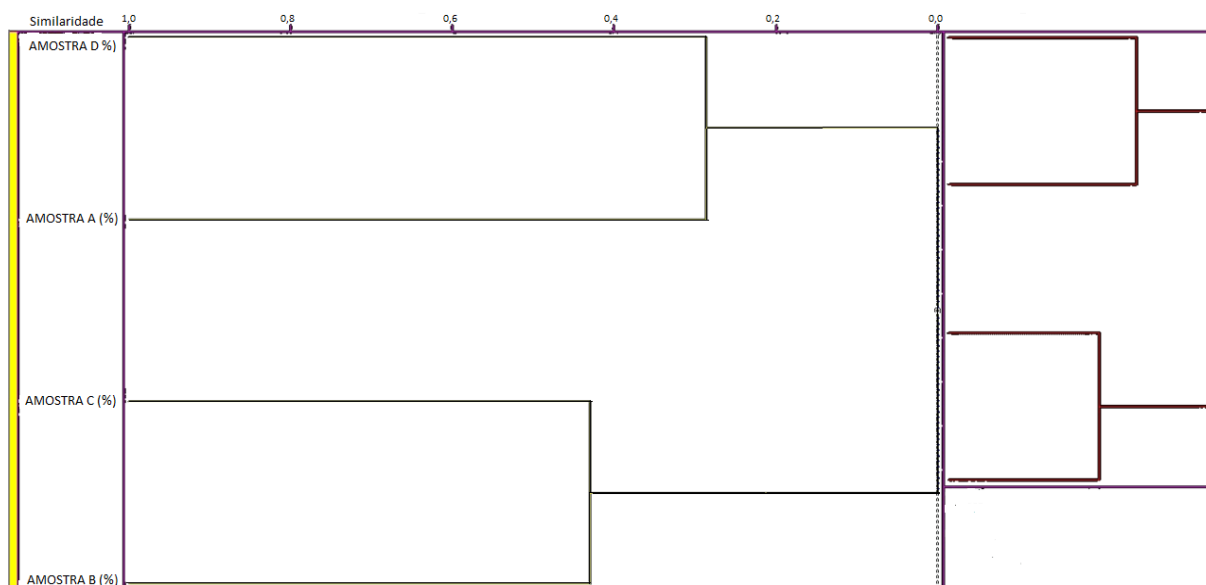 Similaridade 1,0 0,8 0,6 0,4 0,2 0,0
AMOSTRA D %)
AMOSTRA A (%)
AMOSTRA C (%)
AMOSTRA B (%)